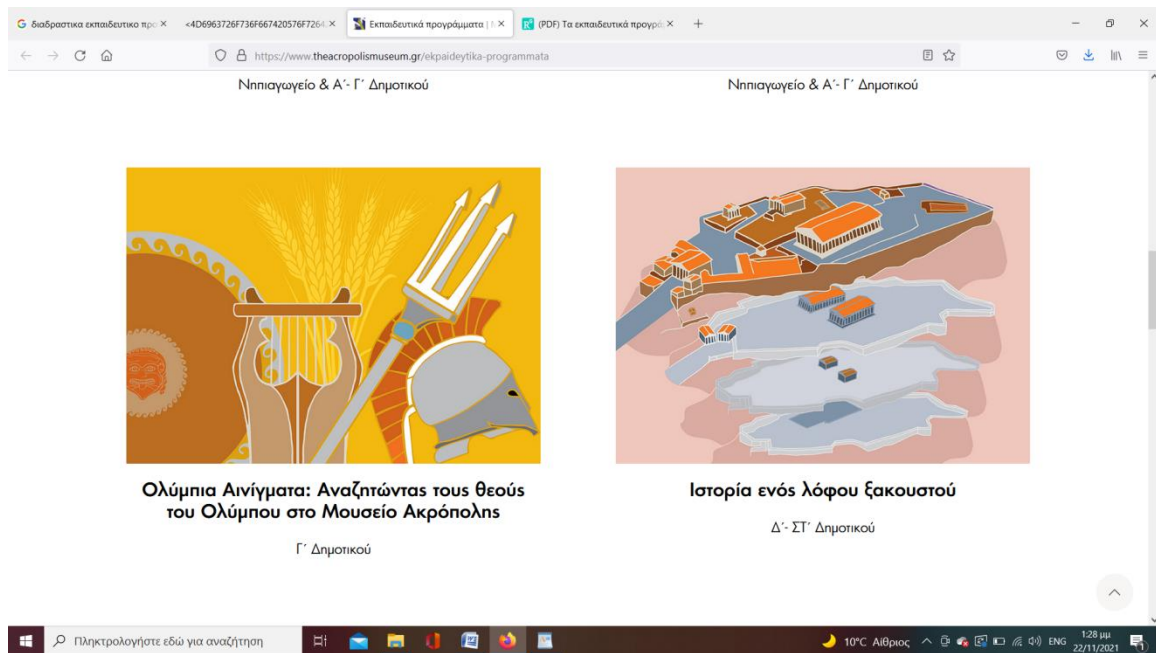 διαδραστικα εκπαιδευτικο προ
<4D6963726F736F667420576F7264
Εκπαιδευτικά προγράμματα |
(PDF) Τα εκπαιδευτικά προγρά
https://www.theacropolismuseum.gr/ekpaideytika-programmata
Νηπιαγωγείο & Α΄- Γ΄ Δημοτικού
Νηπιαγωγείο & Α΄- Γ΄ Δημοτικού
Ολύμπια Αινίγματα: Αναζητώντας τους θεούς
του Ολύμπου στο Μουσείο Ακρόπολης
Γ΄ Δημοτικού
Ιστορία ενός λόφου ξακουστού
Δ΄- ΣΤ΄ Δημοτικού
Πληκτρολογήστε εδώ για αναζήτηση
10°C Αίθριος
ENG
1:28 μμ
22/11/2021